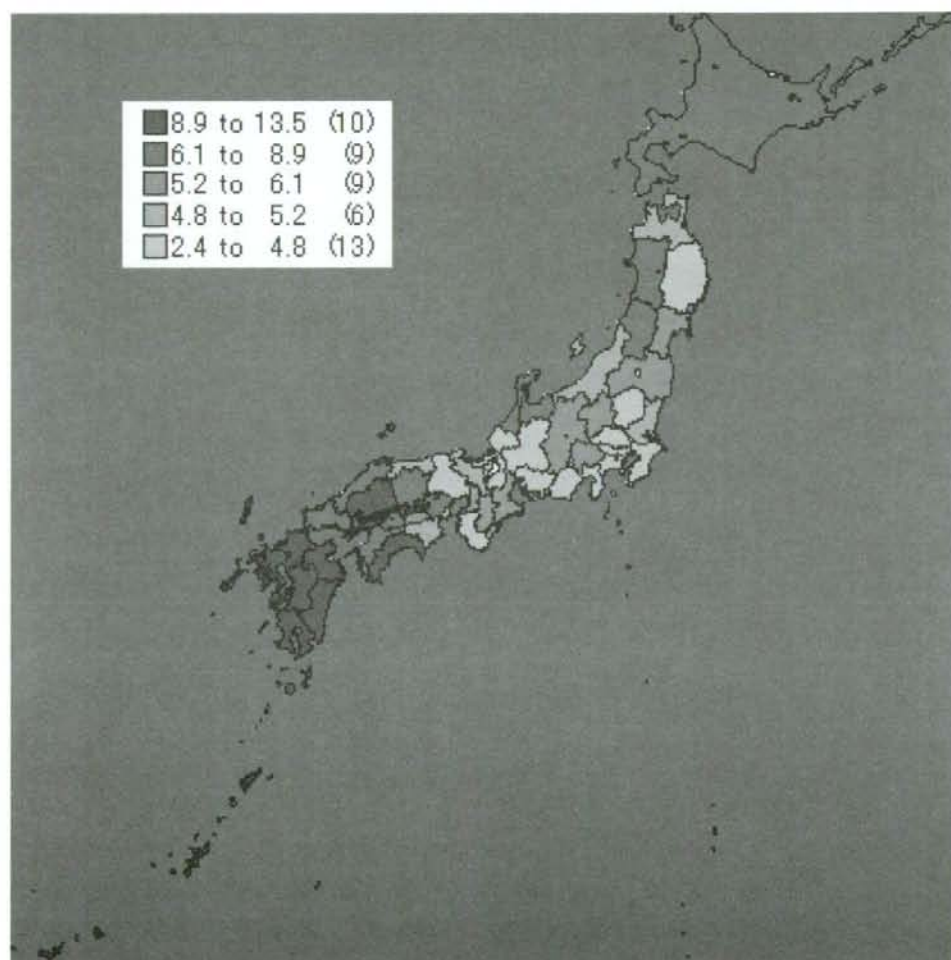 8.9 to 13.5 (10)
6.1 to 8.9 (9)
5.2 to 6.1 (9)
4.8 to 5.2 (6)
2.4 to 4.8 (13)